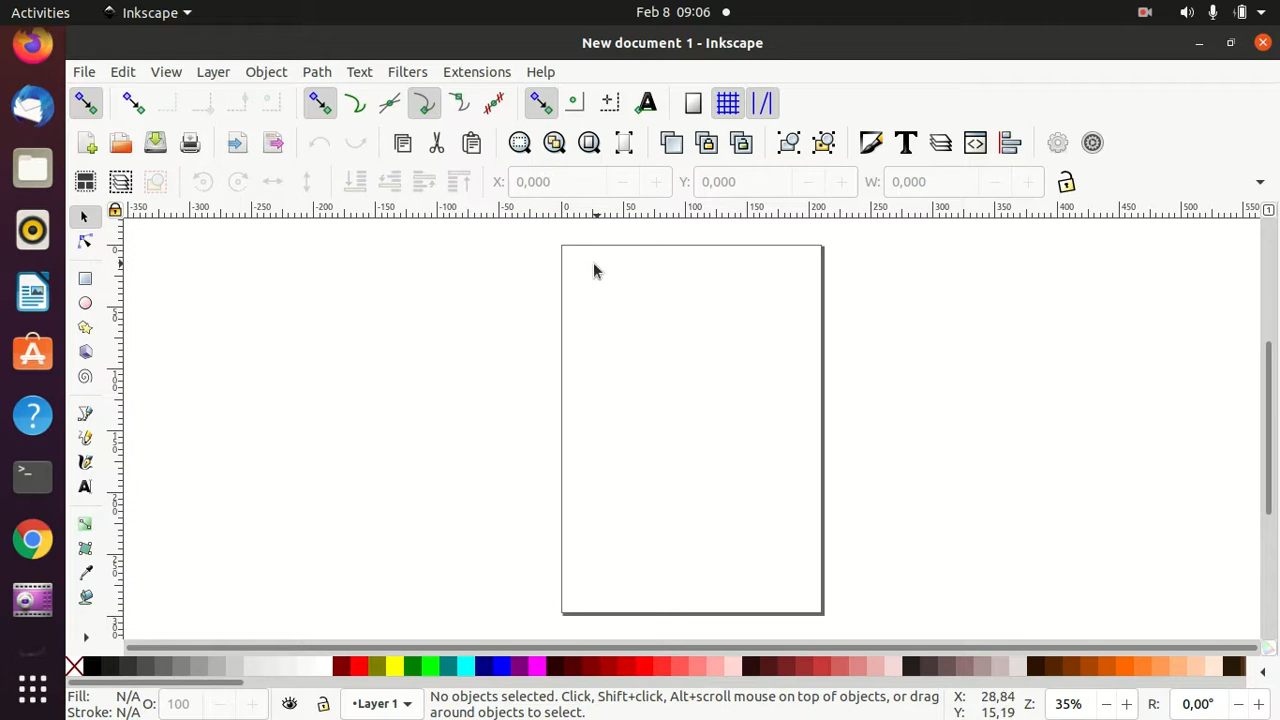 Activities Inkscape Feb 8 09:06
New document 1 - Inkscape
File Edit View Layer Object Path Text Filters Extensions Help
X: 0,000 Y: 0,000 W: 0,000
-350 -300 -250 -200 -150 -100 -50 0 50 100 150 200 250 300 350 400 450 500 550
Fill: N/A O: 100 Layer 1 No objects selected. Click, Shift+click, Alt+scroll mouse on top of objects, or drag X: 28,84 Z: 35% R: 0,00°
Stroke: N/A around objects to select. Y: 15,19